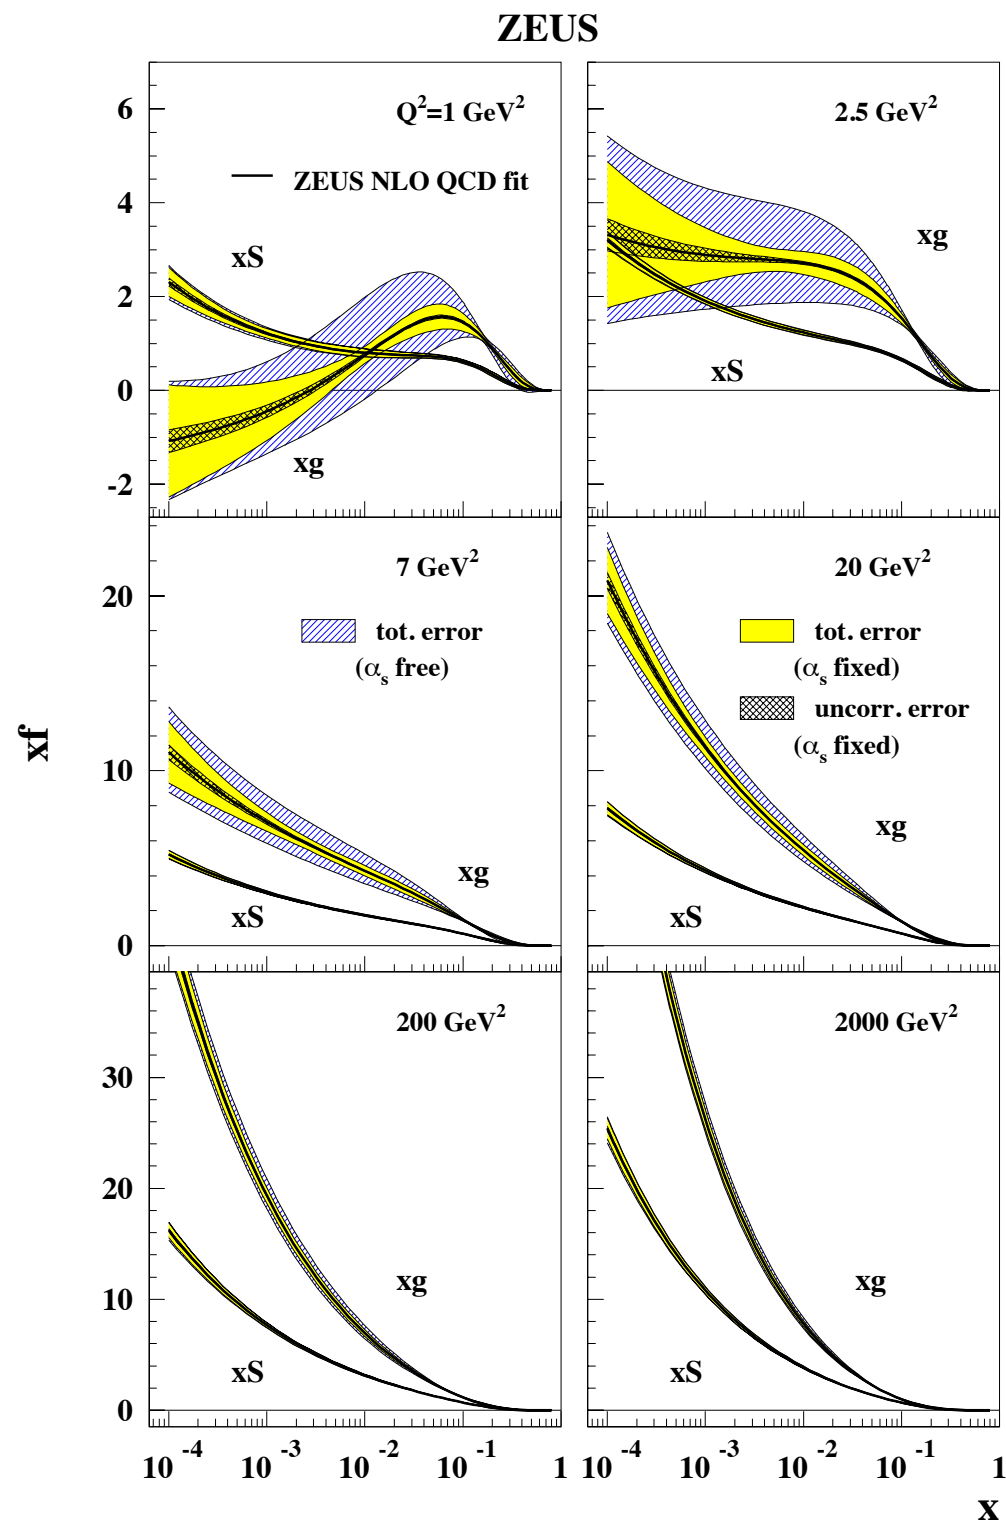 ZEUS
Q²=1 GeV²
2.5 GeV²
6
4
2
0
-2
ZEUS NLO QCD fit
xS
xg
xg
xS
7 GeV²
20 GeV²
20
10
0
tot. error
(αs free)
tot. error
(αs fixed)
uncorr. error
(αs fixed)
xf
xg
xS
xg
xS
200 GeV²
2000 GeV²
30
20
10
0
xg
xS
xg
xS
10⁻⁴ 10⁻³ 10⁻² 10⁻¹ 1 10⁻⁴ 10⁻³ 10⁻² 10⁻¹ 1
x